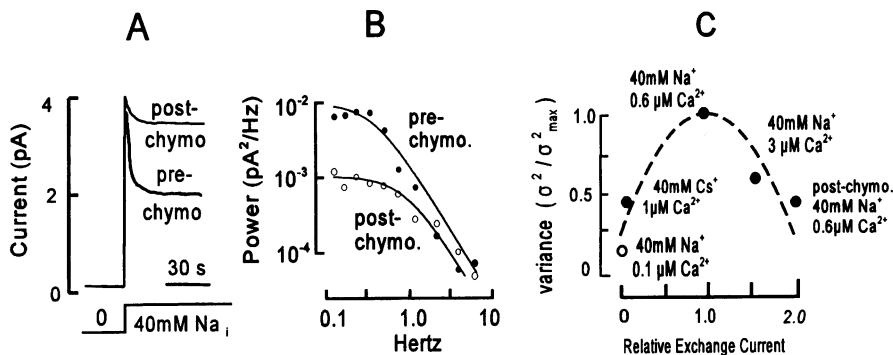 A
4
2
0
Current (pA)
post-
chymo
pre-
chymo
30 s
0
40mM Na i
B
10-2
10-3
10-4
Power (pA2/Hz)
pre-
chymo.
post-
chymo.
0.1
1
10
Hertz
C
1.0
0.5
0
variance ( σ2/ σ2max)
40mM Na+
0.6 µM Ca2+
40mM Na+
3 µM Ca2+
40mM Cs+
1µM Ca2+
40mM Na+
0.1 µM Ca2+
post-chymo.
40mM Na+
0.6µM Ca2+
0
1.0
2.0
Relative Exchange Current